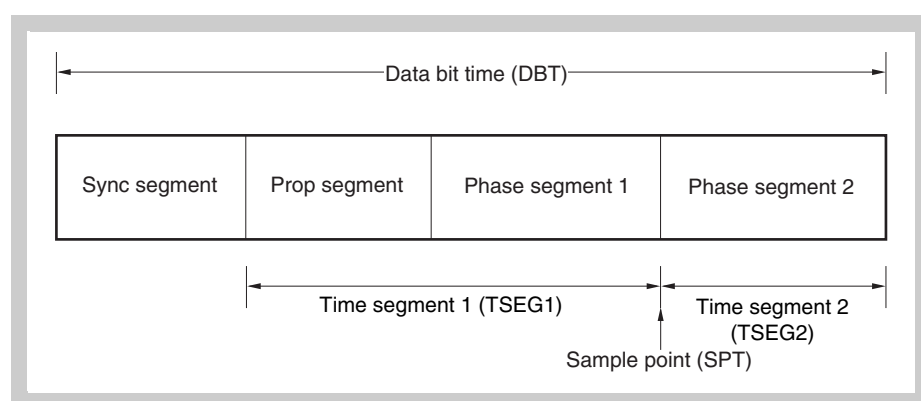 Data bit time (DBT)
Sync segment
Prop segment
Phase segment 1
Phase segment 2
Time segment 1 (TSEG1)
Time segment 2
(TSEG2)
Sample point (SPT)